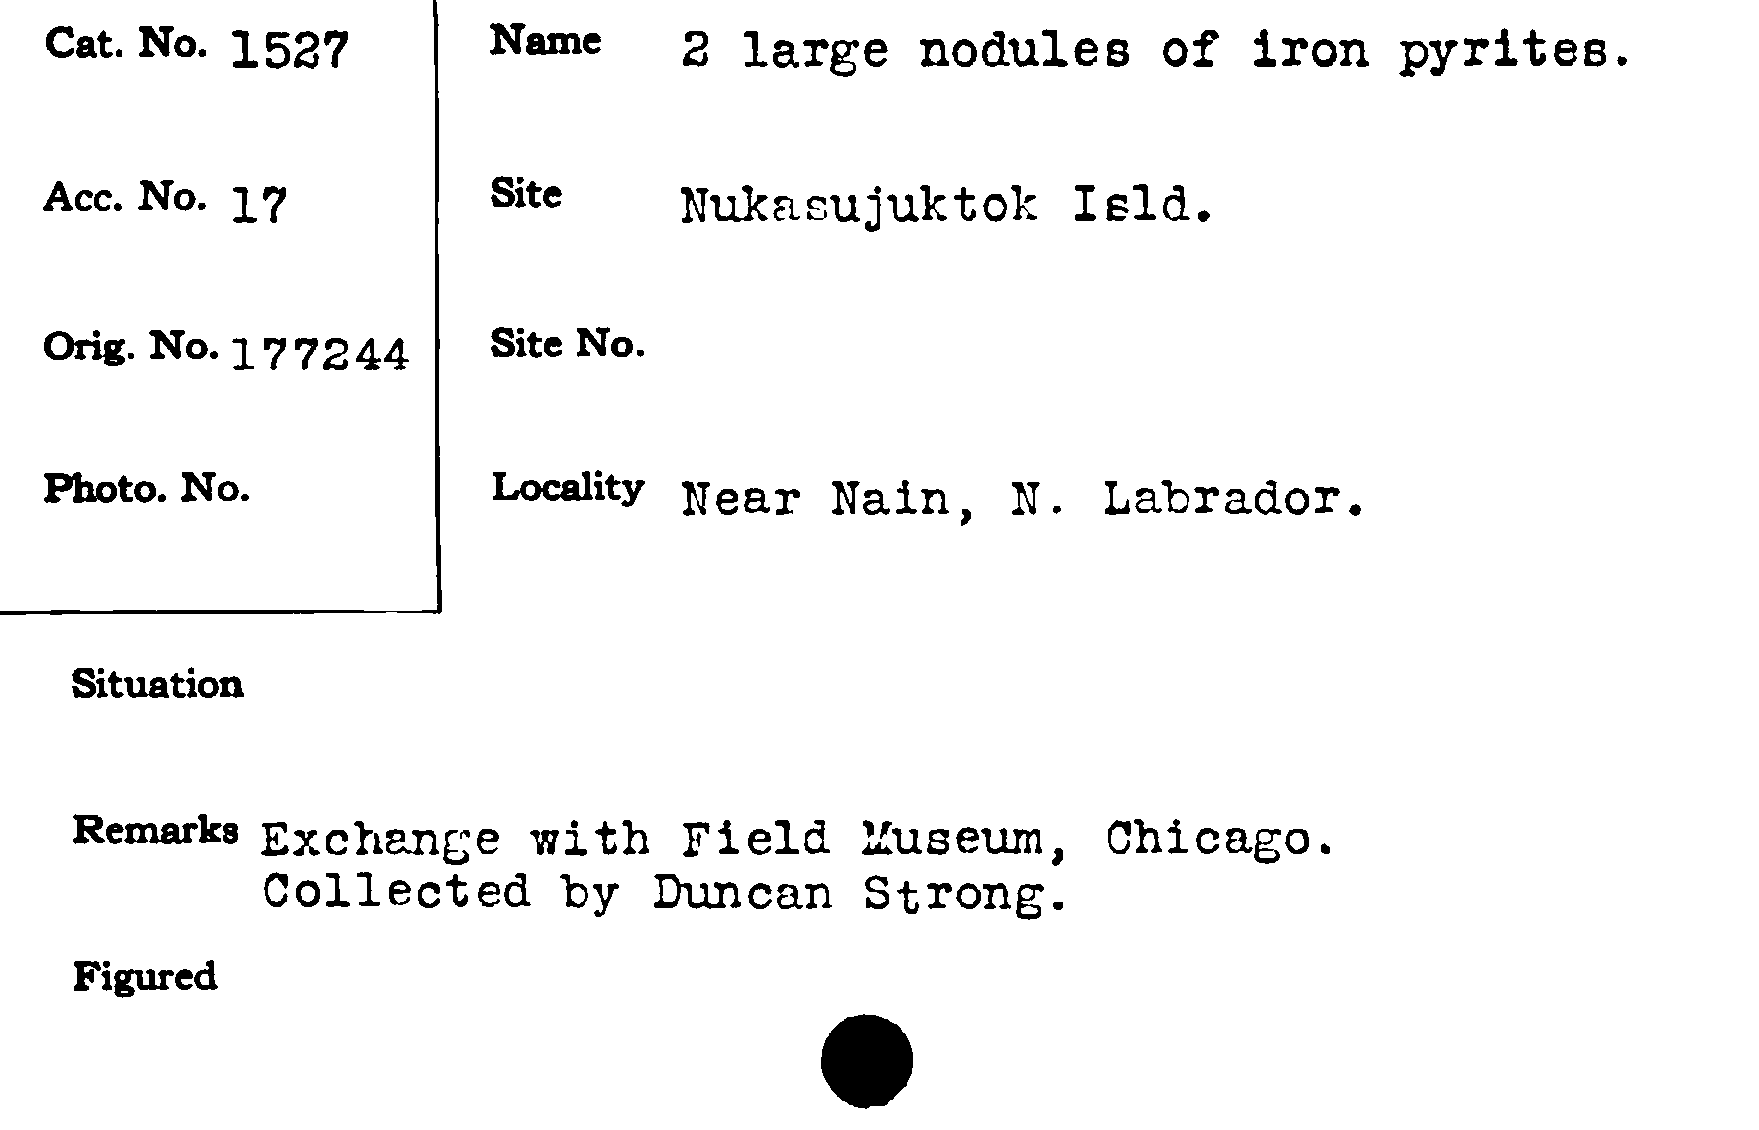 Cat. No. 1527
Name 2 large nodules of iron pyrites.
Acc. No. 17
Site Nukasujuktok Isld.
Orig. No. 177244
Site No.
Photo. No.
Locality Near Nain, N. Labrador.
Situation
Remarks Exchange with Field Museum, Chicago.
Collected by Duncan Strong.
Figured